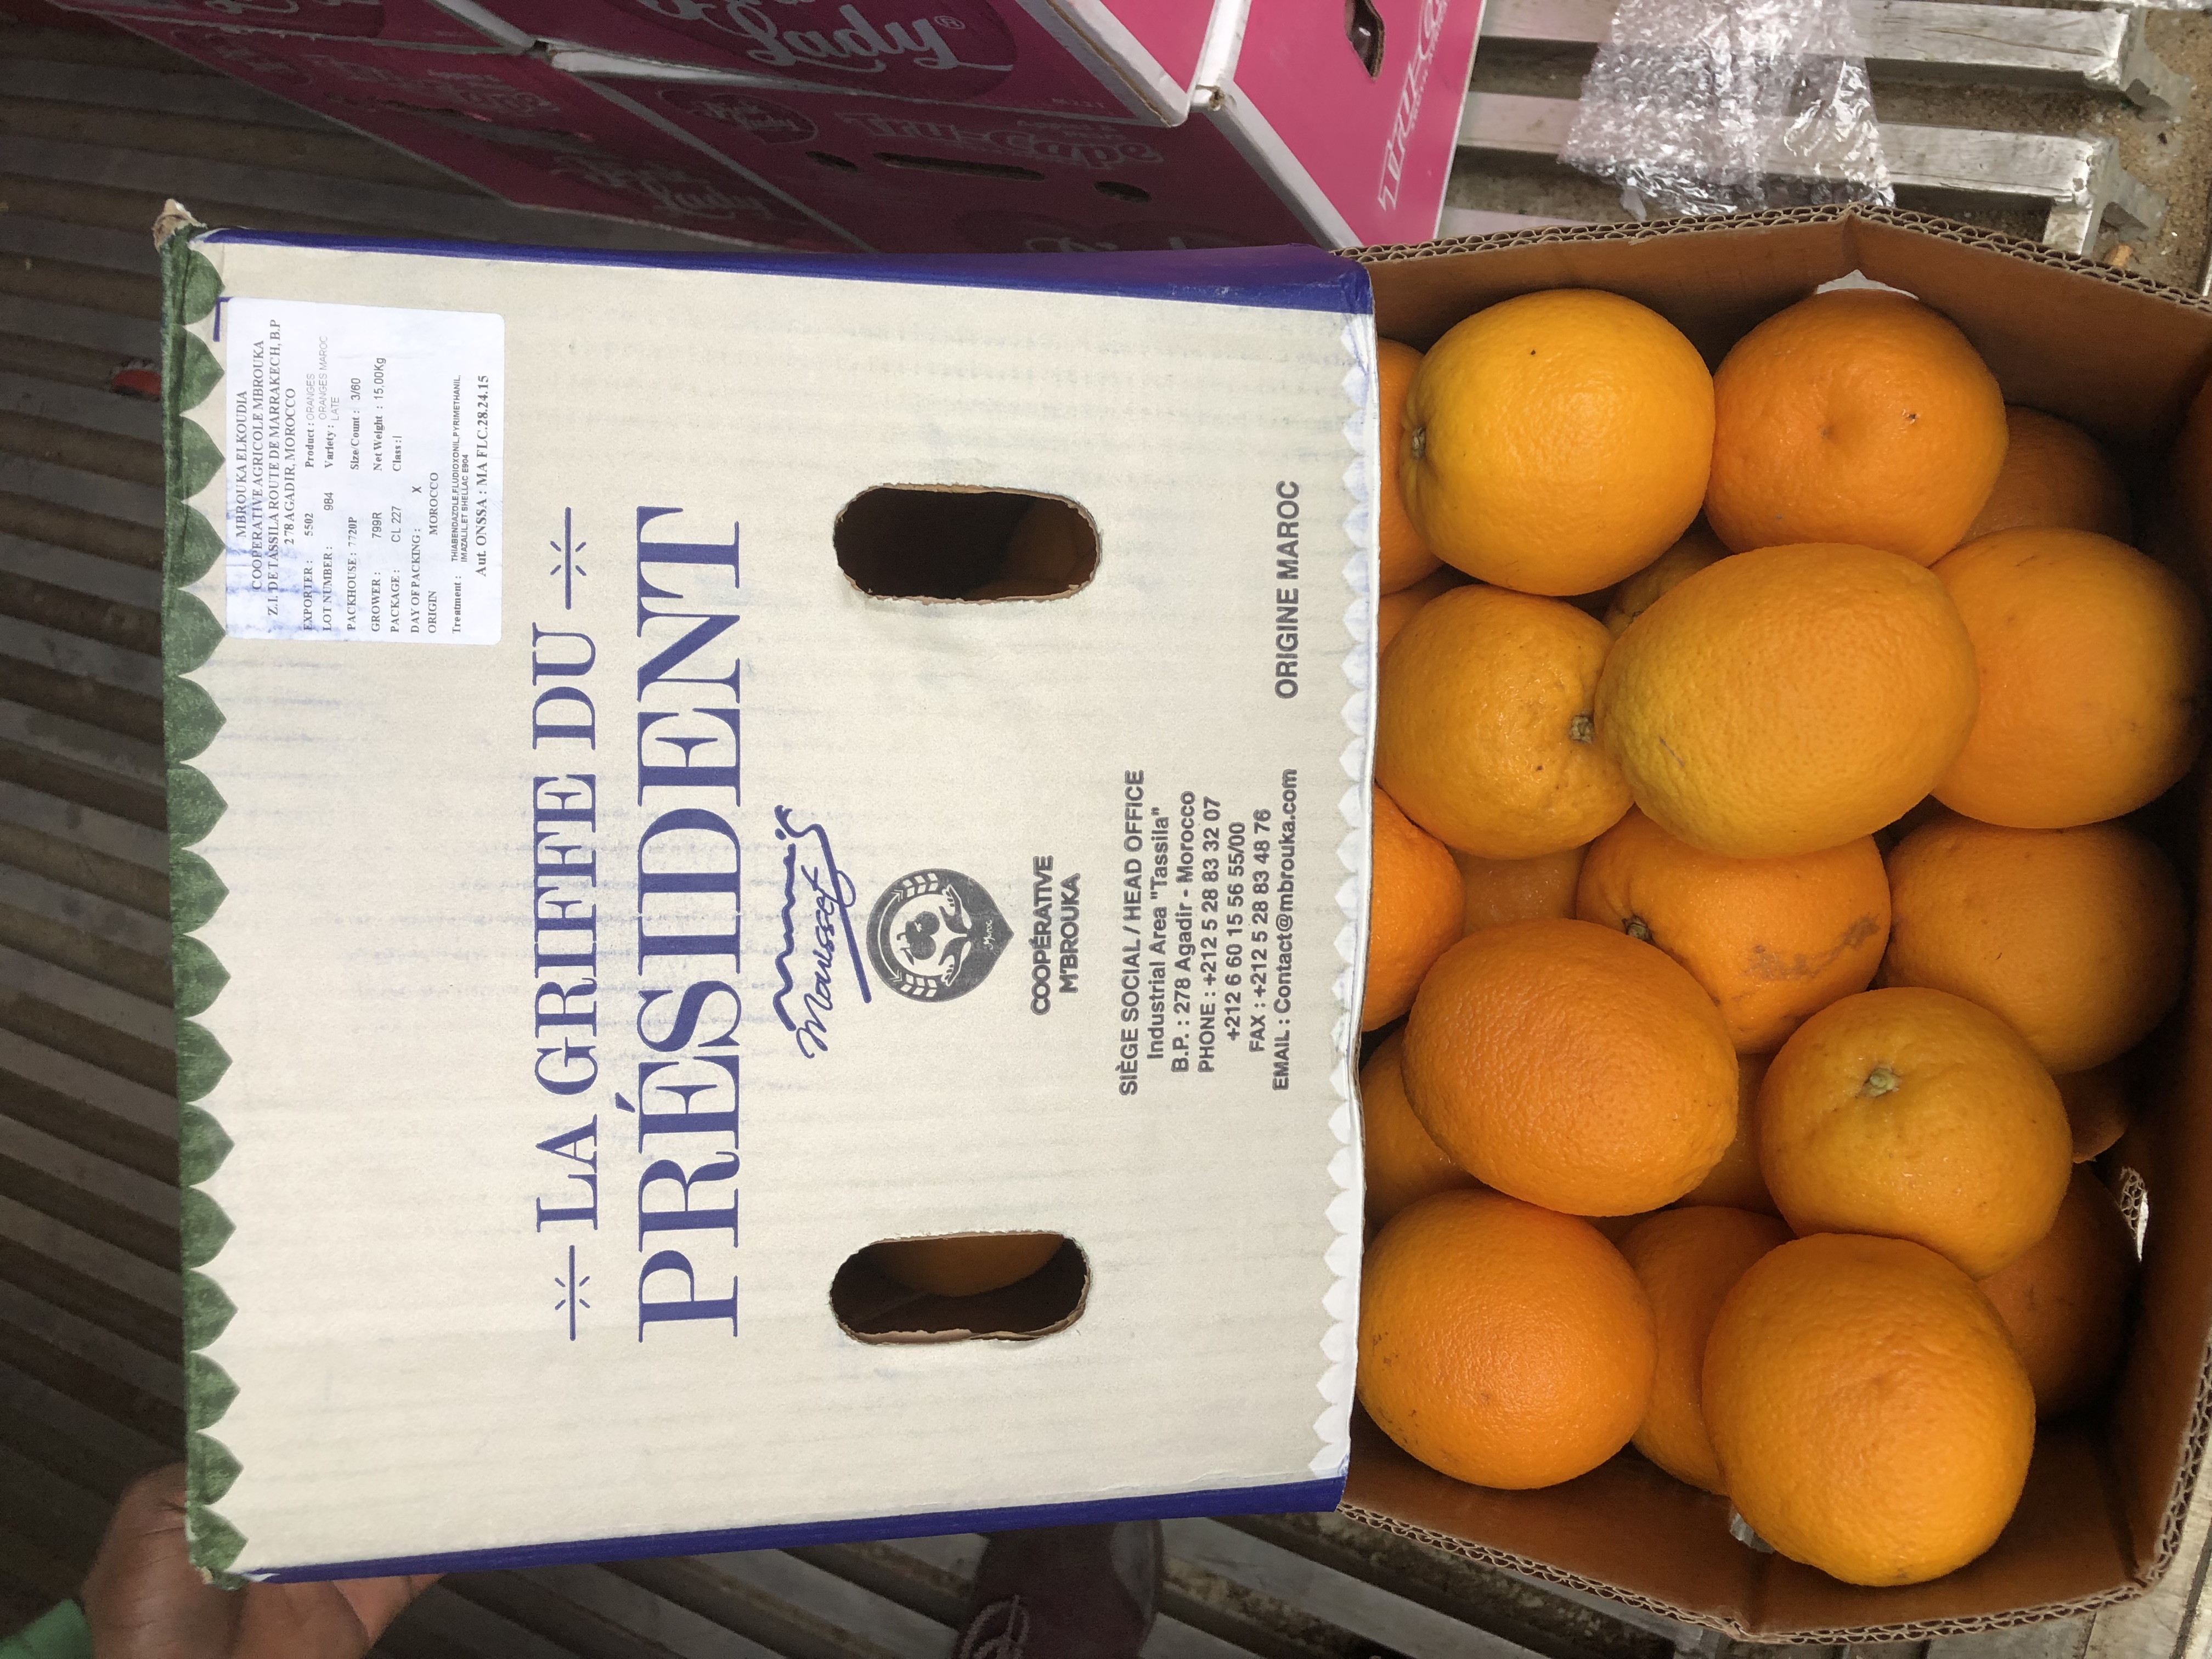 MBROUKA ELKOUDIA
COOPERATIVE AGRICOLE MBROUKA
Z.I. DE TASSILA ROUTE DE MARRAKECH, B.P
278 AGADIR, MOROCCO
EXPORTER : 5502 Product : ORANGES
LOT NUMBER : 984 Variety : ORANGES MAROC LATE
PACKHOUSE : 7720P Size/Count : 3/60
GROWER : 799R Net Weight : 15,00Kg
PACKAGE : CL 227 Class : I
DAY OF PACKING : X
ORIGIN MOROCCO
Treatment : THIABENDAZOLE,FLUDIOXONIL,PYRIMETHANIL,
IMAZALIL,ET SHELLAC E904
Aut. ONSSA : MA FLC.28.24.15
LA GRIFFE DU
PRÉSIDENT
Mouisset
Maroc
COOPÉRATIVE
M'BROUKA
SIÈGE SOCIAL / HEAD OFFICE
Industrial Area "Tassila"
B.P. : 278 Agadir - Morocco
PHONE : +212 5 28 83 32 07
+212 6 60 15 56 55/00
FAX : +212 5 28 83 48 76
EMAIL : Contact@mbrouka.com
ORIGINE MAROC